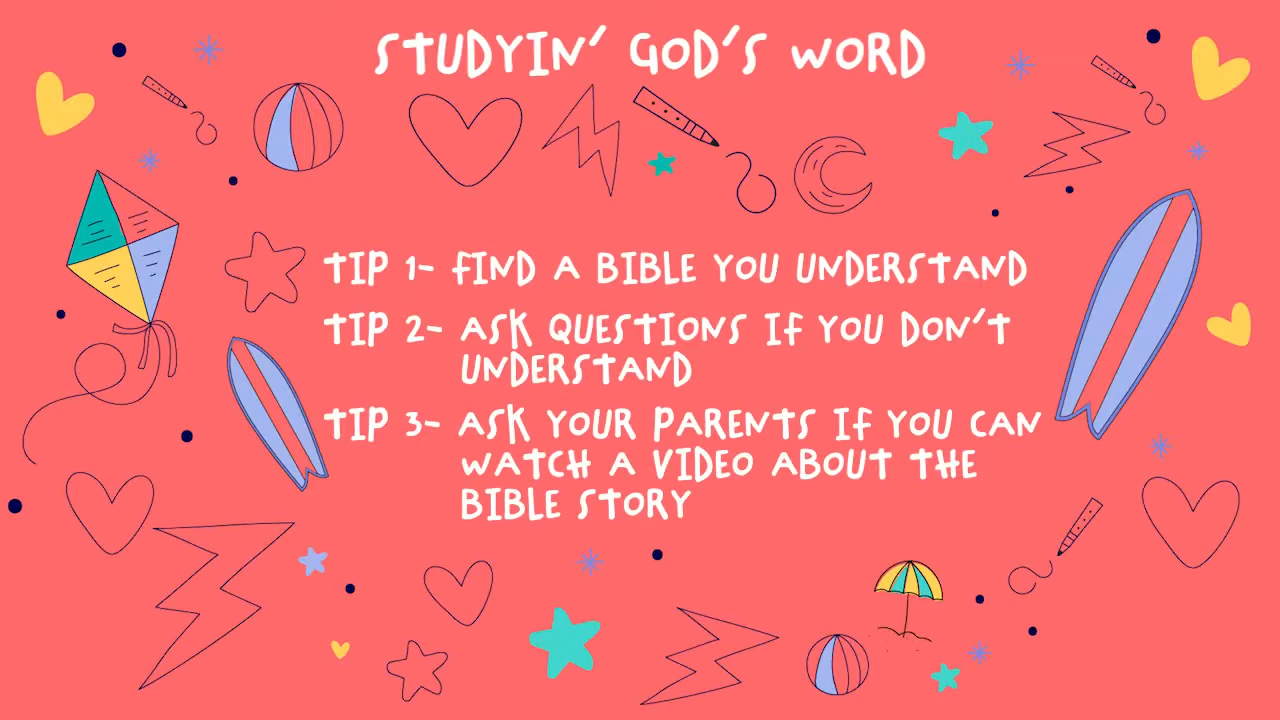 STUDYIN' GOD'S WORD
TIP 1- FIND A BIBLE YOU UNDERSTAND
TIP 2- ASK QUESTIONS IF YOU DON'T
UNDERSTAND
TIP 3- ASK YOUR PARENTS IF YOU CAN
WATCH A VIDEO ABOUT THE
BIBLE STORY